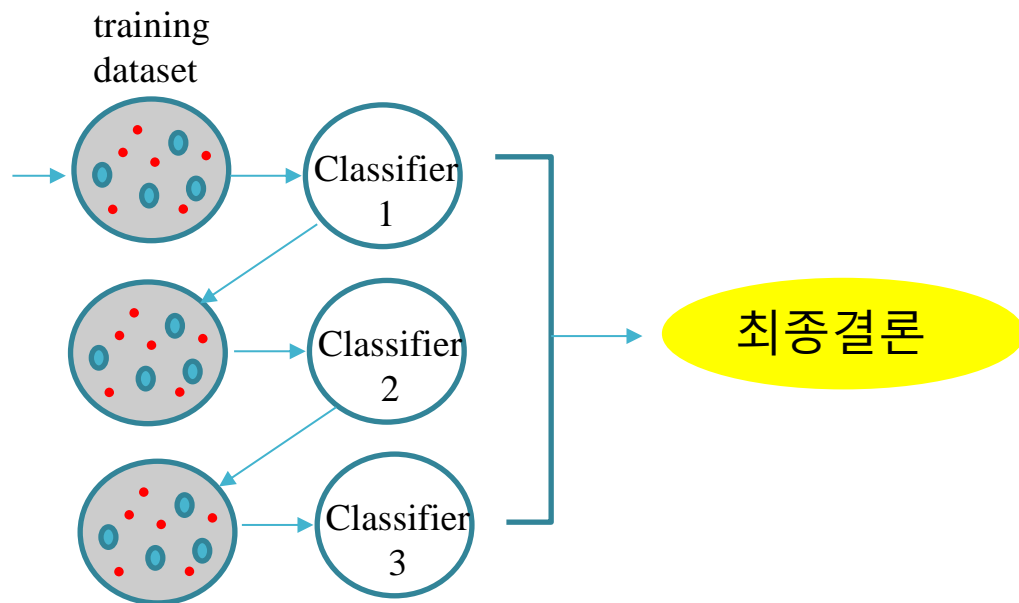 training
dataset
Classifier
1
Classifier
2
Classifier
3
최종결론